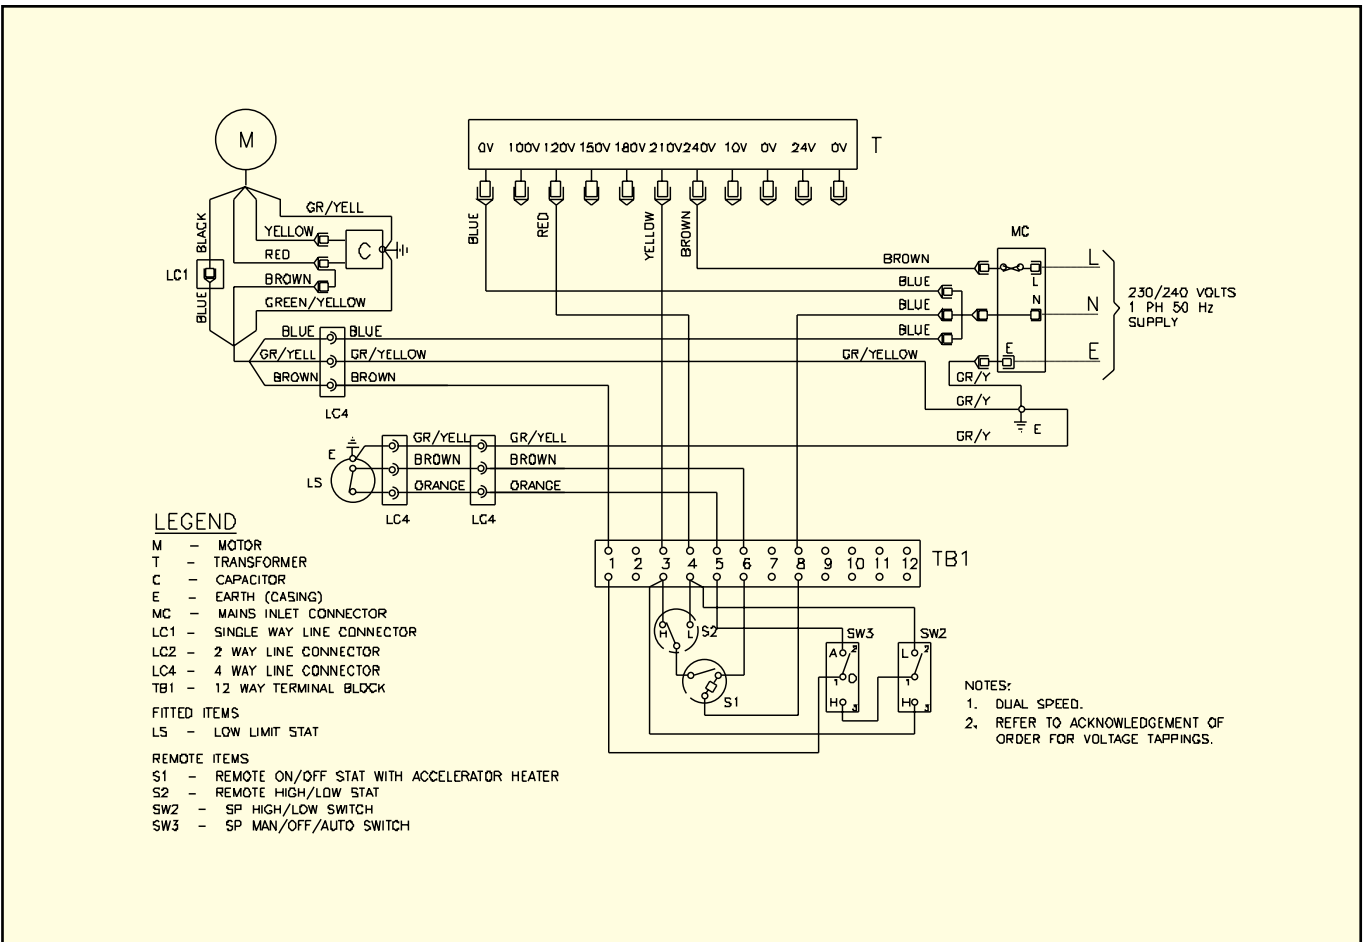 M
0V 100V 120V 150V 180V 210V 240V 10V 0V 24V 0V
T
GR/YELL
BLACK
YELLOW
RED
BROWN
C
LC1
GREEN/YELLOW
BLUE
BLUE
RED
YELLOW
BROWN
MC
BROWN
L
L
BLUE
N
BLUE
N
BLUE
230/240 VOLTS
1 PH 50 Hz
SUPPLY
BLUE BLUE
GR/YELL GR/YELLOW
GR/YELLOW
E
E
BROWN BROWN
GR/Y
LC4
GR/Y
E
GR/Y
E
GR/YELL GR/YELL
BROWN BROWN
LS
ORANGE ORANGE
LC4 LC4
1 2 3 4 5 6 7 8 9 10 11 12
TB1
H L S2
S1
SW3
A 2
1 O
H 3
SW2
L 2
1
H 3
LEGEND
M – MOTOR
T – TRANSFORMER
C – CAPACITOR
E – EARTH (CASING)
MC – MAINS INLET CONNECTOR
LC1 – SINGLE WAY LINE CONNECTOR
LC2 – 2 WAY LINE CONNECTOR
LC4 – 4 WAY LINE CONNECTOR
TB1 – 12 WAY TERMINAL BLOCK
FITTED ITEMS
LS – LOW LIMIT STAT
REMOTE ITEMS
S1 – REMOTE ON/OFF STAT WITH ACCELERATOR HEATER
S2 – REMOTE HIGH/LOW STAT
SW2 – SP HIGH/LOW SWITCH
SW3 – SP MAN/OFF/AUTO SWITCH
NOTES:
1. DUAL SPEED.
2. REFER TO ACKNOWLEDGEMENT OF
ORDER FOR VOLTAGE TAPPINGS.